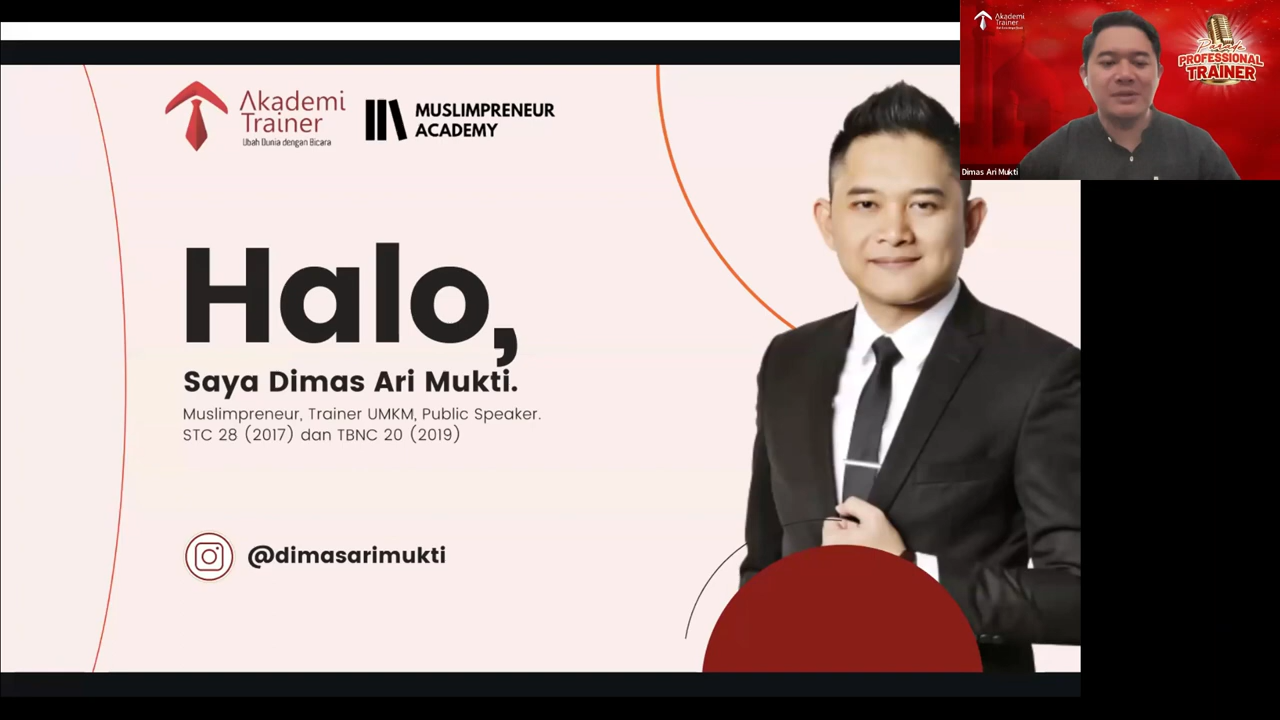 Akademi
Trainer
Ubah Dunia dengan Bicara
MUSLIMPRENEUR
ACADEMY
Halo,
Saya Dimas Ari Mukti.
Muslimpreneur, Trainer UMKM, Public Speaker.
STC 28 (2017) dan TBNC 20 (2019)
@dimasarimukti
Akademi
Trainer
PROFESSIONAL
TRAINER
Dimas Ari Mukti